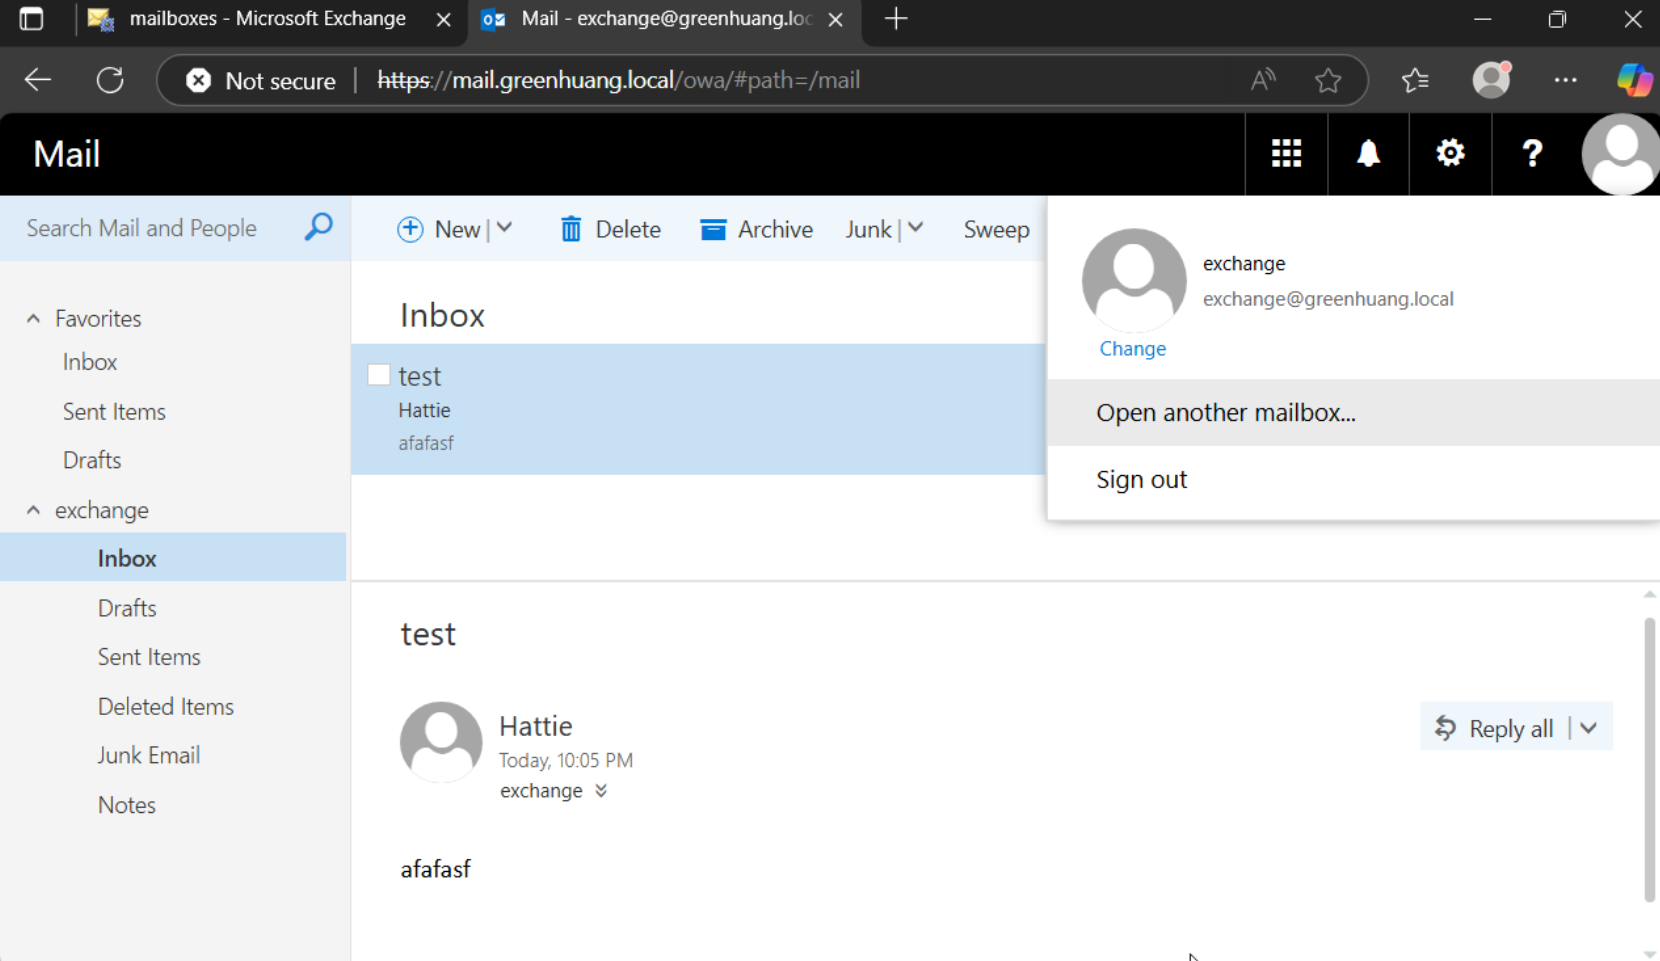 mailboxes - Microsoft Exchange
Mail - exchange@greenhuang.loc
Not secure
https://mail.greenhuang.local/owa/#path=/mail
Mail
?
Search Mail and People
New
Delete
Archive
Junk
Sweep
exchange
exchange@greenhuang.local
Change
Open another mailbox...
Sign out
Favorites
Inbox
Sent Items
Drafts
exchange
Inbox
Drafts
Sent Items
Deleted Items
Junk Email
Notes
Inbox
test
Hattie
afafasf
test
Hattie
Today, 10:05 PM
exchange
Reply all
afafasf